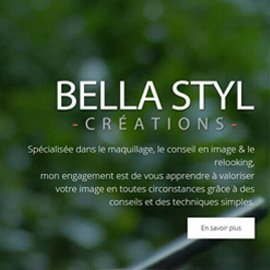 BELLA STYL
- CRÉATIONS -
Spécialisée dans le maquillage, le conseil en image & le
relooking,
mon engagement est de vous apprendre à valoriser
votre image en toutes circonstances grâce à des
conseils et des techniques simples.
En savoir plus